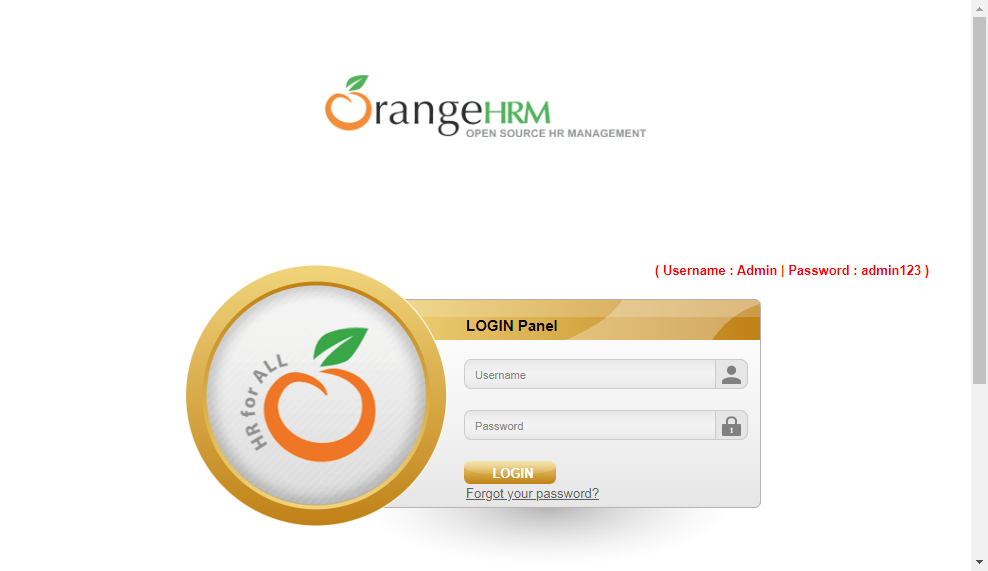 OrangeHRM
OPEN SOURCE HR MANAGEMENT
( Username : Admin | Password : admin123 )
LOGIN Panel
HR for ALL
Username
Password
LOGIN
Forgot your password?